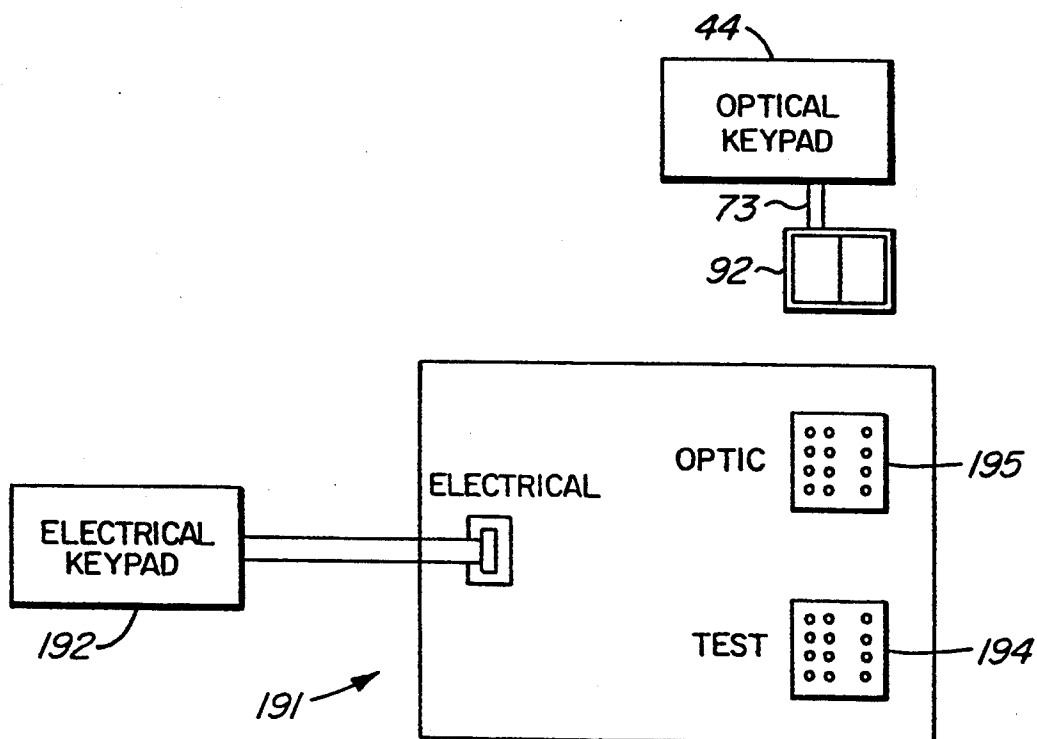 44
OPTICAL
KEYPAD
73
92
OPTIC
195
ELECTRICAL
ELECTRICAL
KEYPAD
192
TEST
194
191